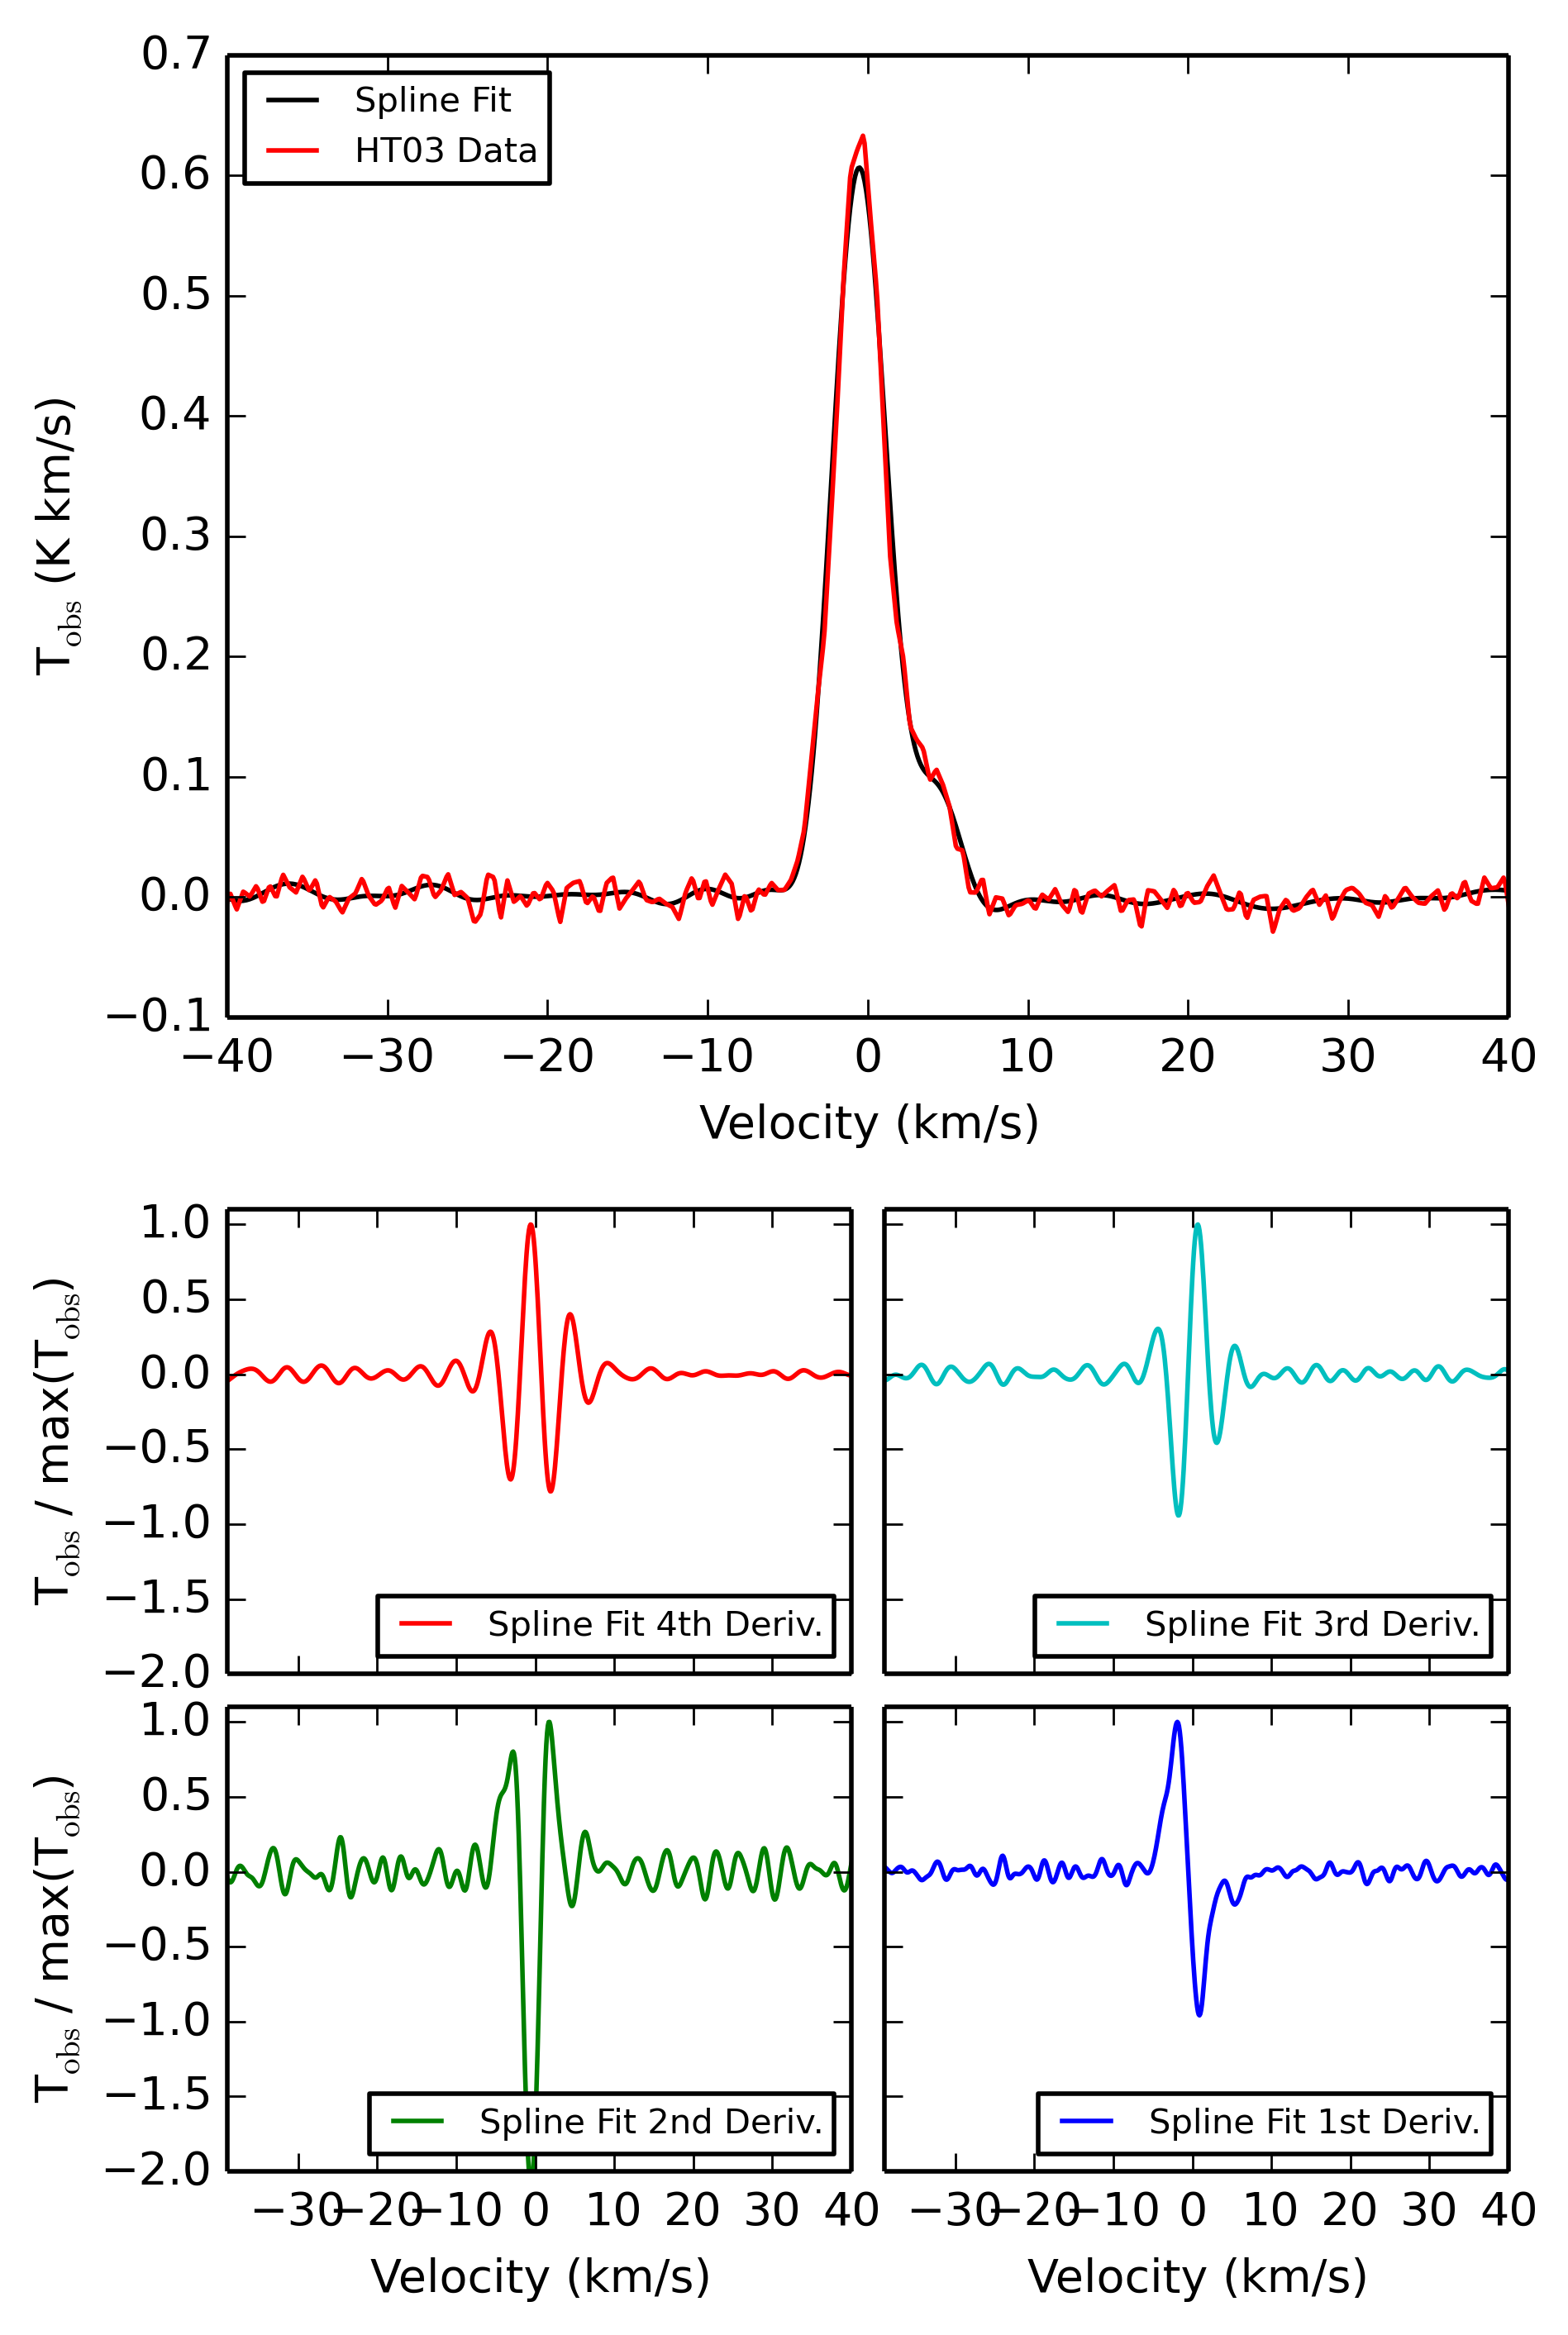 0.7
0.6
0.5
0.4
0.3
0.2
0.1
0.0
−0.1
T_obs (K km/s)
Spline Fit
HT03 Data
−40 −30 −20 −10 0 10 20 30 40
Velocity (km/s)
1.0
0.5
0.0
−0.5
−1.0
−1.5
−2.0
T_obs / max(T_obs)
Spline Fit 4th Deriv.
Spline Fit 3rd Deriv.
1.0
0.5
0.0
−0.5
−1.0
−1.5
−2.0
T_obs / max(T_obs)
Spline Fit 2nd Deriv.
Spline Fit 1st Deriv.
−30 −20 −10 0 10 20 30 40
−30 −20 −10 0 10 20 30 40
Velocity (km/s)
Velocity (km/s)